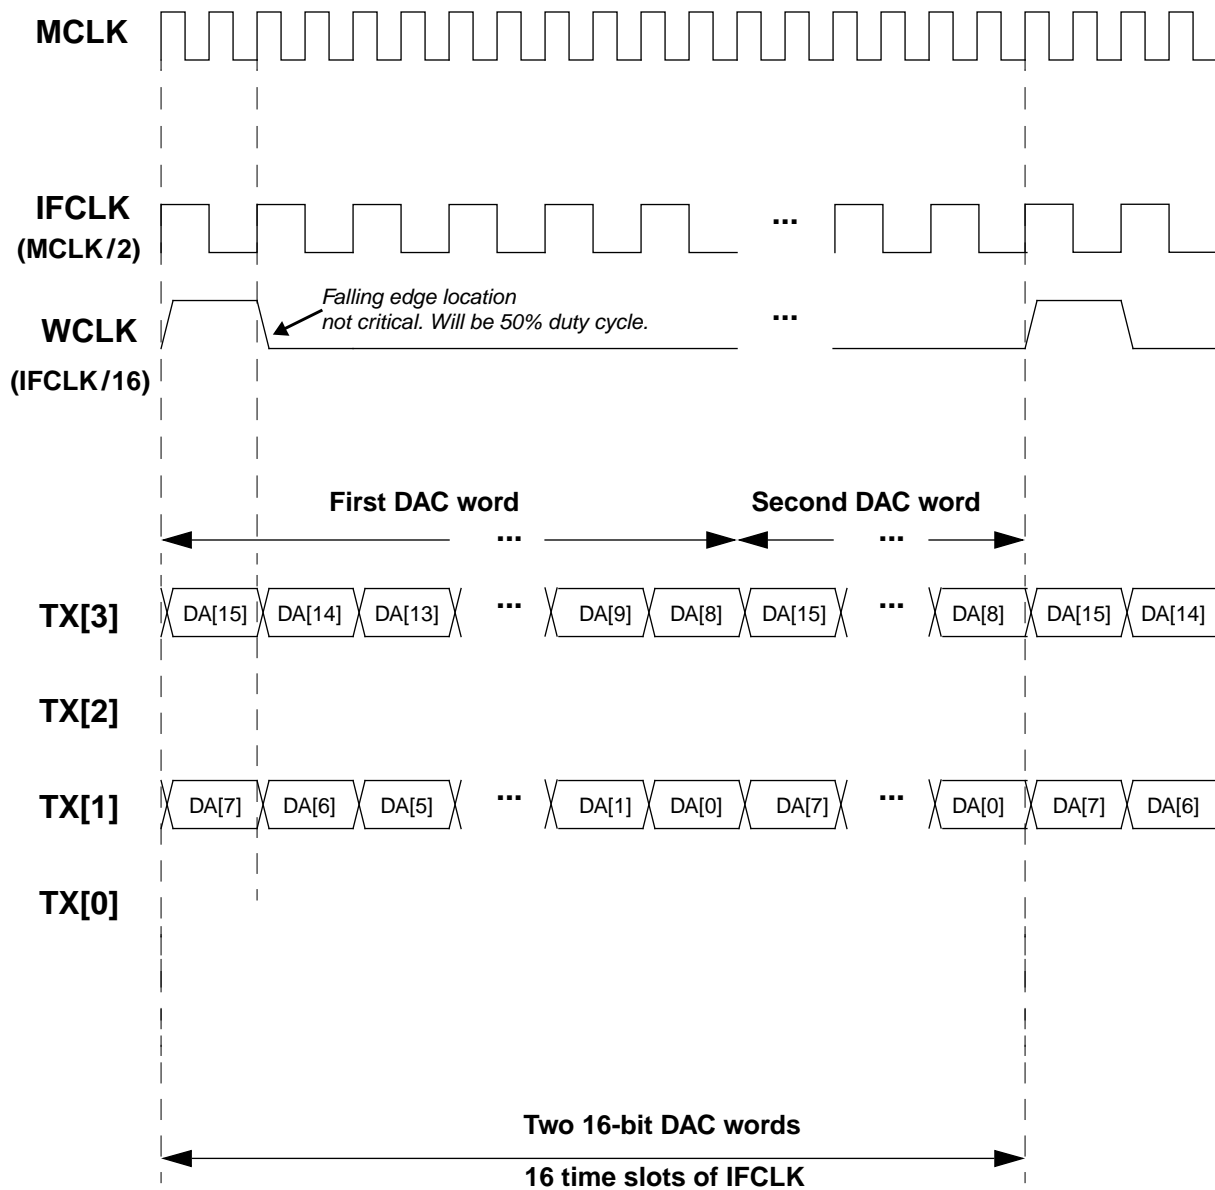 MCLK
IFCLK
(MCLK/2)
...
WCLK
(IFCLK/16)
Falling edge location
not critical. Will be 50% duty cycle.
...
First DAC word
Second DAC word
...
...
TX[3]
DA[15] DA[14] DA[13] ... DA[9] DA[8] DA[15] ... DA[8] DA[15] DA[14]
TX[2]
TX[1]
DA[7] DA[6] DA[5] ... DA[1] DA[0] DA[7] ... DA[0] DA[7] DA[6]
TX[0]
Two 16-bit DAC words
16 time slots of IFCLK